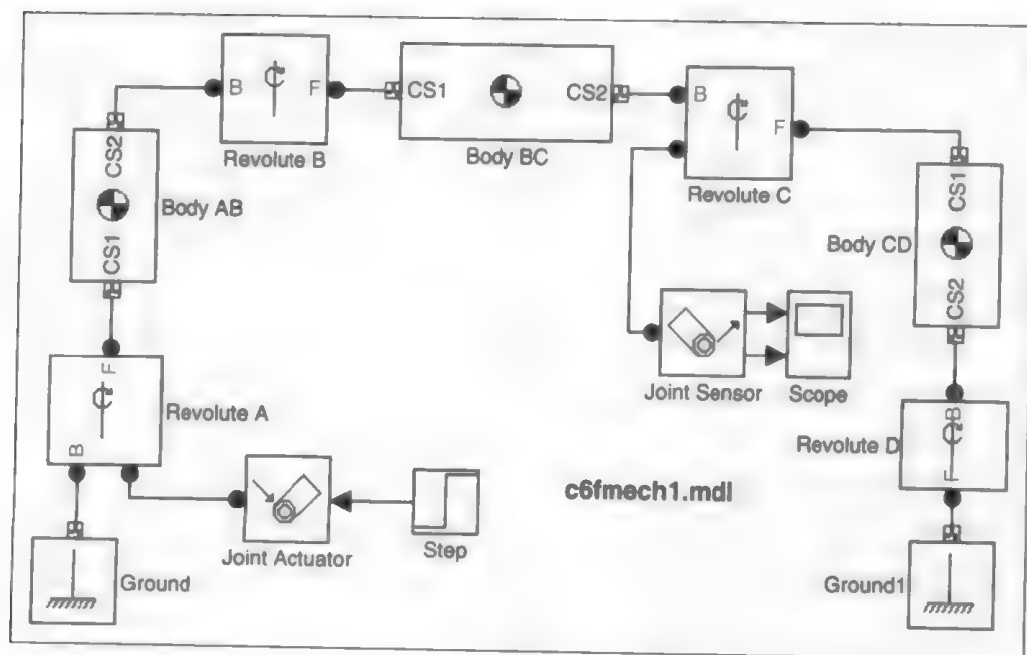 B
F
Revolute B
CS1
CS2
Body BC
B
F
Revolute C
CS2
CS1
Body AB
CS1
CS2
Body CD
F
B
Revolute A
Joint Sensor
Scope
B
F
Revolute D
Joint Actuator
Step
c6fmech1.mdl
Ground
Ground1